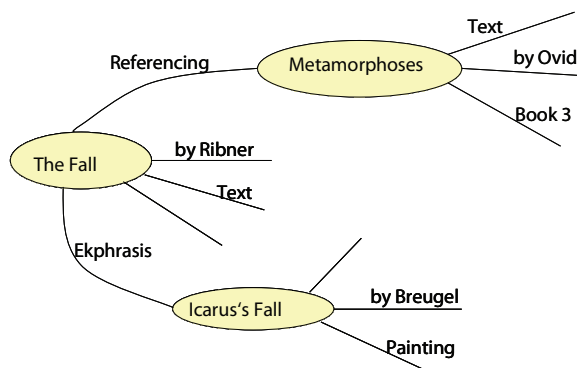 Text
Referencing
Metamorphoses
by Ovid
Book 3
by Ribner
The Fall
Text
Ekphrasis
by Breugel
Icarus‘s Fall
Painting